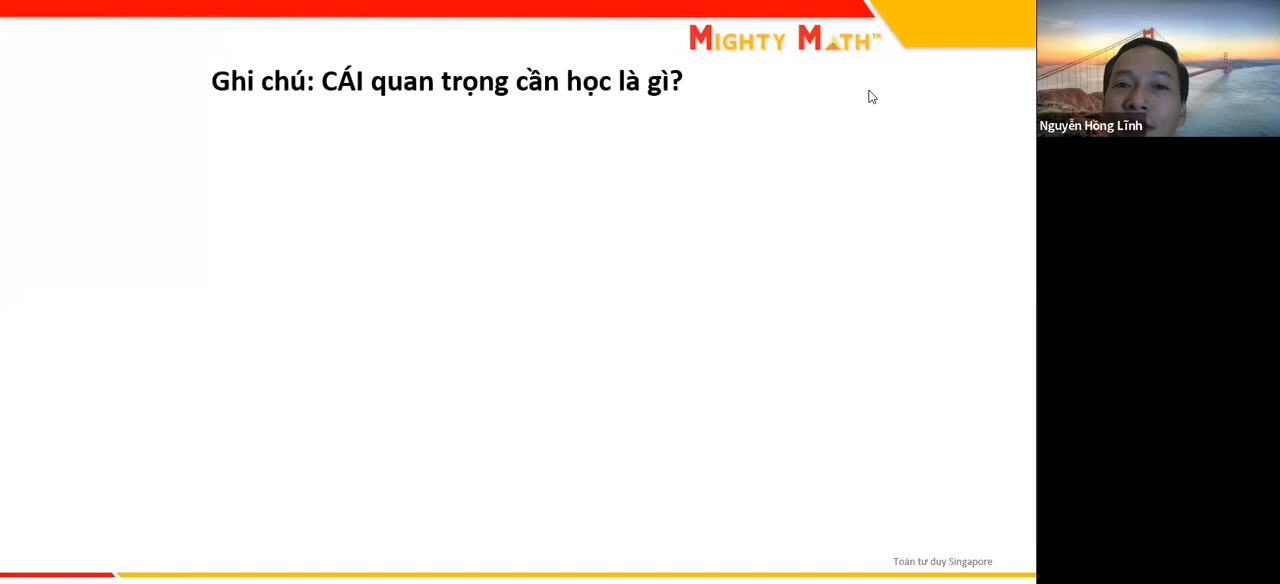 MIGHTY MATH™
Ghi chú: CÁI quan trọng cần học là gì?
Nguyễn Hồng Lĩnh
Toán tư duy Singapore